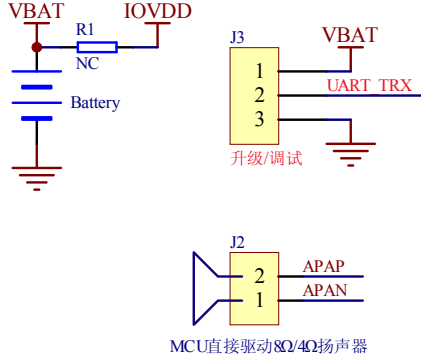 VBAT IOVDD
R1
NC
Battery
J3
VBAT
1
2 UART_TRX
3
升级/调试
J2
2 APAP
1 APAN
MCU直接驱动8Ω/4Ω扬声器